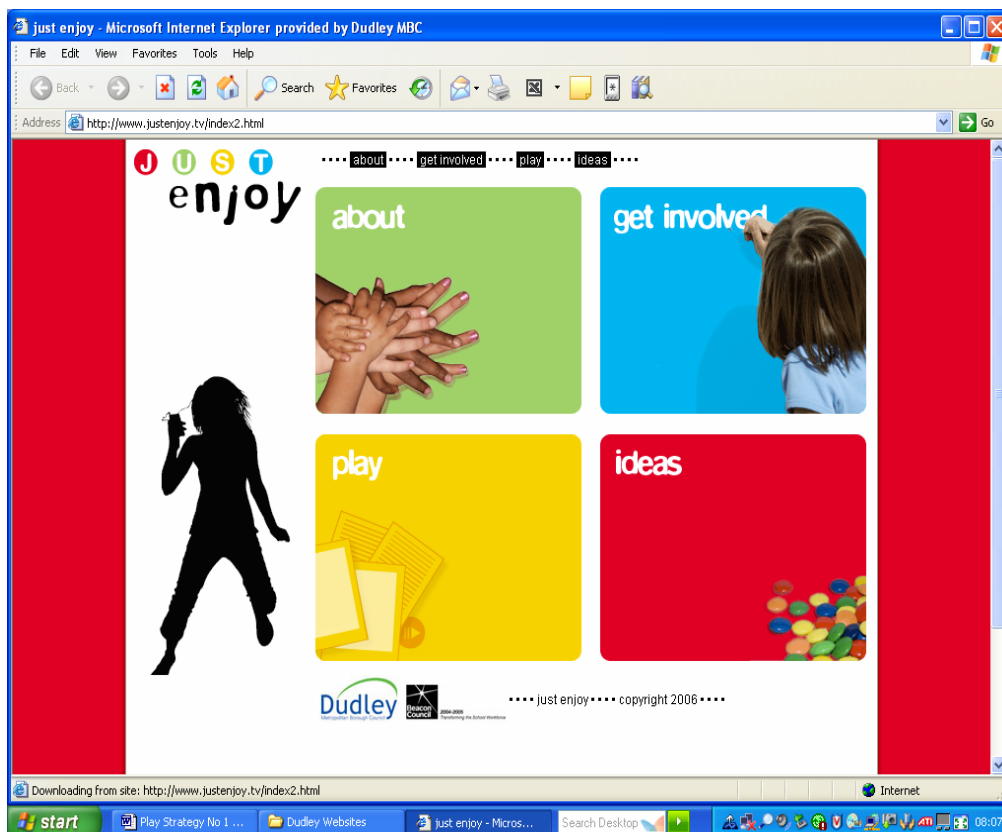 just enjoy - Microsoft Internet Explorer provided by Dudley MBC
File Edit View Favorites Tools Help
Back Search Favorites
Address http://www.justenjoy.tv/index2.html Go
JUST
enjoy
about get involved play ideas
about
get involved
play
ideas
Dudley
Metropolitan Borough Council
Beacon
Council
2004-2005
Transforming the School Workforce
just enjoy copyright 2006
Downloading from site: http://www.justenjoy.tv/index2.html Internet
start Play Strategy No 1 ... Dudley Websites just enjoy - Micros... Search Desktop 08:07